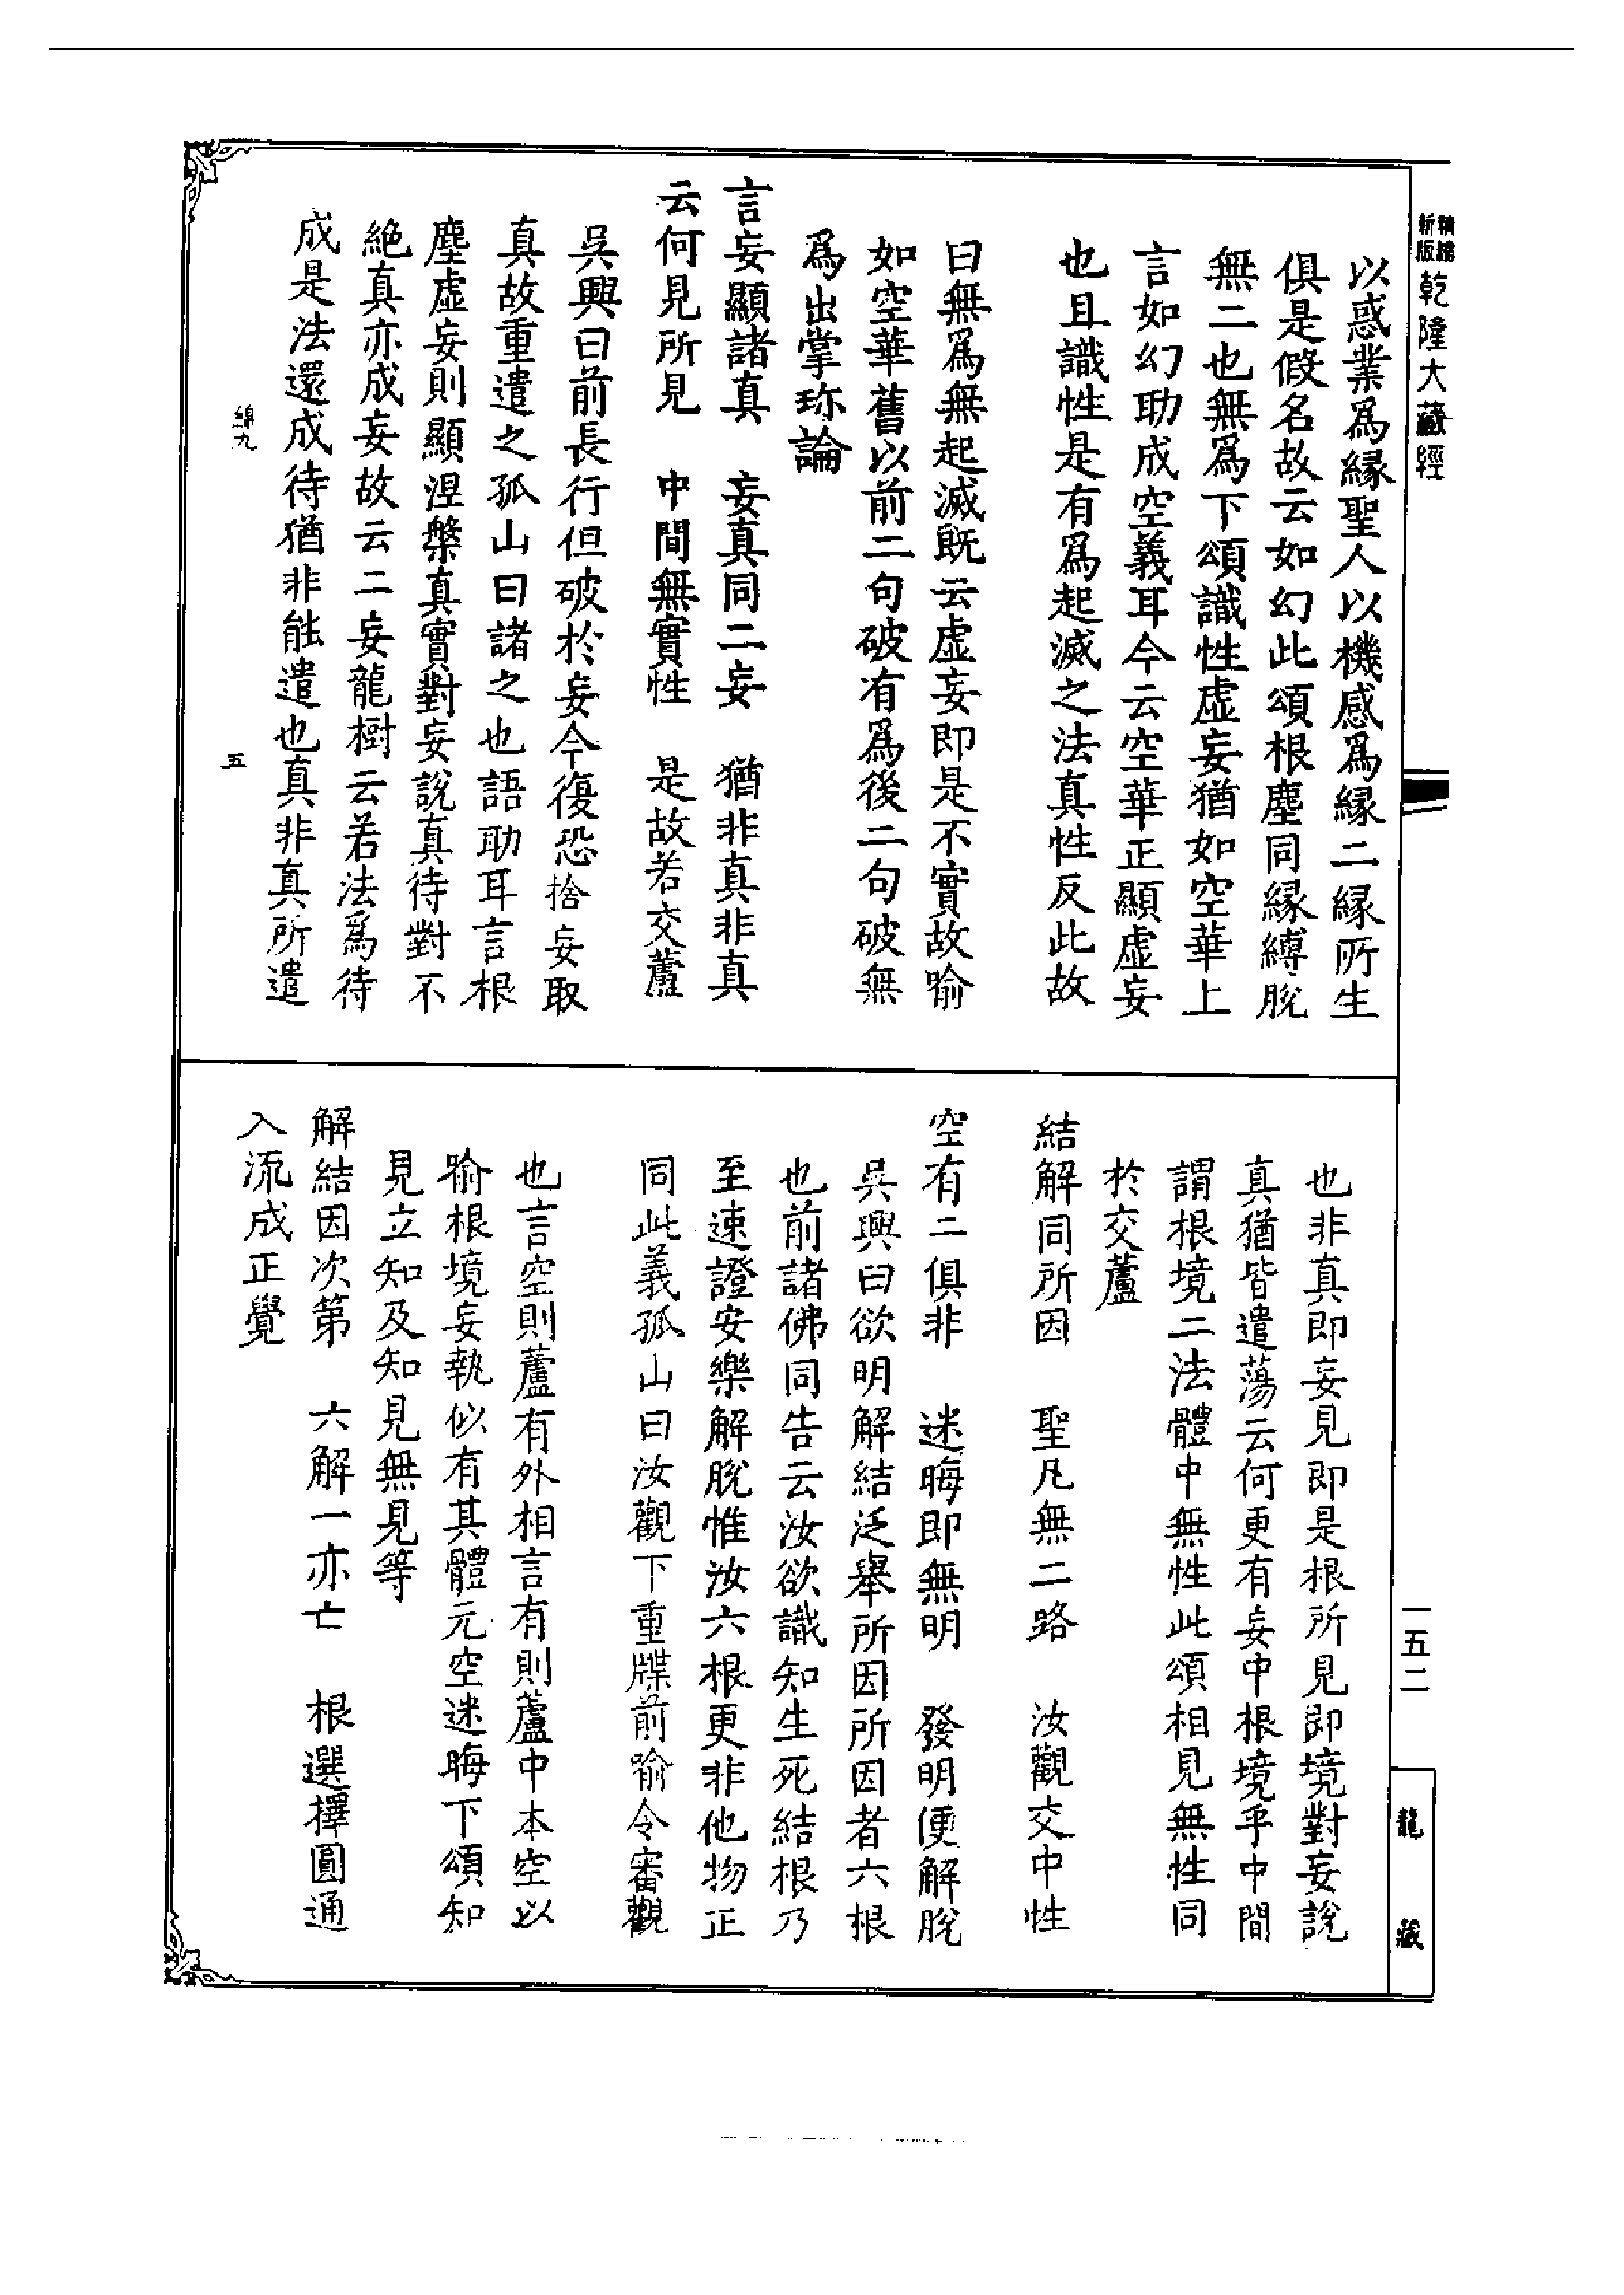 精縮
新版
乾隆大藏經
以惑業爲緣聖人以機感爲緣二緣所生
俱是假名故云如幻此頌根塵同緣縛脫
無二也無爲下頌識性虛妄猶如空華上
言如幻助成空義耳今云空華正顯虛妄
也且識性是有爲起滅之法真性反此故
曰無爲無起滅既云虛妄即是不實故喻
如空華舊以前二句破有爲後二句破無
爲出掌珍論
言妄顯諸真　妄真同二妄　猶非真非真
云何見所見　中間無實性　是故若交蘆
吳興曰前長行但破於妄今復恐捨妄取
真故重遣之孤山曰諸之也語助耳言根
塵虛妄則顯涅槃真實對妄說真待對不
絕真亦成妄故云二妄龍樹云若法爲待
成是法還成待猶非能遣也真非真所遣
綿九
五
也非真即妄見即是根所見即境對妄說
真猶皆遣蕩云何更有妄中根境乎中間
謂根境二法體中無性此頌相見無性同
於交蘆
結解同所因　聖凡無二路　汝觀交中性
空有二俱非　迷晦即無明　發明便解脫
吳興曰欲明解結泛舉所因所因者六根
也前諸佛同告云汝欲識知生死結根乃
至速證安樂解脫惟汝六根更非他物正
同此義孤山曰汝觀下重牒前喻令審觀
也言空則蘆有外相言有則蘆中本空以
喻根境妄執似有其體元空迷晦下頌知
見立知及知見無見等
解結因次第　六解一亦亡　根選擇圓通
入流成正覺
一五二
龍藏